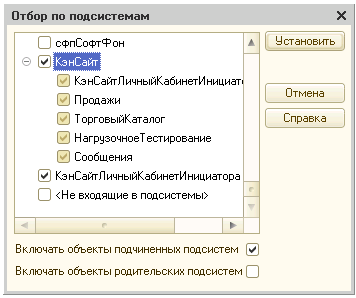 Отбор по подсистемам
сфпСофтФон
Установить
КэнСайт
КэнСайтЛичныйКабинетИнициато
Отмена
Продажи
ТорговыйКаталог
Справка
НагрузочноеТестирование
Сообщения
КэнСайтЛичныйКабинетИнициатора
<Не входящие в подсистемы>
Включать объекты подчиненных подсистем
Включать объекты родительских подсистем